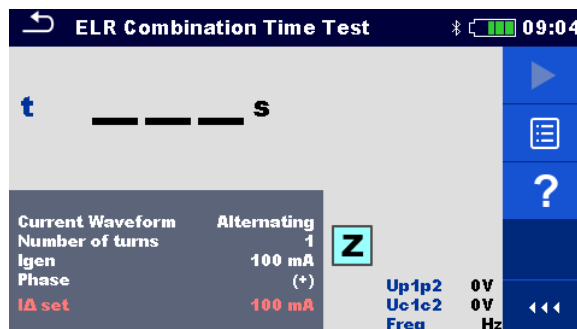 ELR Combination Time Test 09:04
t _ _ _ s
?
Current Waveform Alternating
Number of turns 1
Igen 100 mA
Phase (+)
IΔ set 100 mA
Z
Up1p2 0V
Uc1c2 0V
Freq Hz